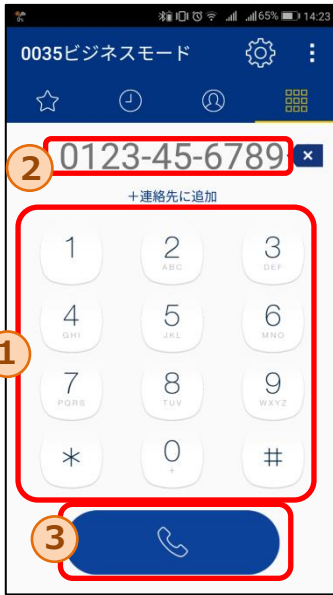 65% 14:23
0035ビジネスモード
2 0123-45-6789 ×
+連絡先に追加
1 2 ABC 3 DEF
4 GHI 5 JKL 6 MNO
1
7 PQRS 8 TUV 9 WXYZ
* 0 + #
3